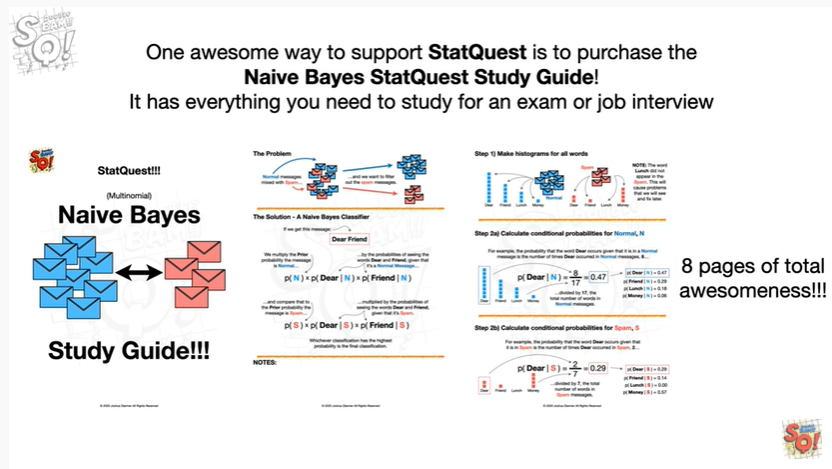 One awesome way to support StatQuest is to purchase the
Naive Bayes StatQuest Study Guide!
It has everything you need to study for an exam or job interview
StatQuest!!!
(Multinomial)
Naive Bayes
Study Guide!!!
The Problem
Normal messages
mixed with Spam...
...and we want to filter
out the spam messages.
The Solution - A Naive Bayes Classifier
If we get this message:
Dear Friend
We multiply the Prior
probability the message
is Normal...
...by the probabilities of seeing the
words Dear and Friend, given that
it's a Normal Message...
p( N ) x p( Dear | N ) x p( Friend | N )
...and compare that to
the Prior probability the
message is Spam...
...multiplied by the probabilities of
seeing the words Dear and Friend,
given that it's Spam.
p( S ) x p( Dear | S ) x p( Friend | S )
Whichever classification has the highest
probability is the final classification.
NOTES:
Step 1) Make histograms for all words
Normal
Spam
NOTE: The word
Lunch did not
appear in the
Spam. This will
cause problems
that we will see
and fix later.
Dear Friend Lunch Money
Dear Friend Lunch Money
Step 2a) Calculate conditional probabilities for Normal, N
For example, the probability that the word Dear occurs given that it is in a Normal
message is the number of times Dear occurred in Normal messages, 8...
p( Dear | N ) = 8/17 = 0.47
...divided by 17, the
total number of words in
Normal messages.
Dear Friend Lunch Money
p( Dear | N ) = 0.47
p( Friend | N ) = 0.29
p( Lunch | N ) = 0.18
p( Money | N ) = 0.06
Step 2b) Calculate conditional probabilities for Spam, S
For example, the probability that the word Dear occurs given that
it is in Spam is the number of times Dear occurred in Spam, 2...
p( Dear | S ) = 2/7 = 0.29
...divided by 7, the total
number of words in
Spam messages.
Dear Friend Lunch Money
p( Dear | S ) = 0.29
p( Friend | S ) = 0.14
p( Lunch | S ) = 0.00
p( Money | S ) = 0.57
8 pages of total
awesomeness!!!